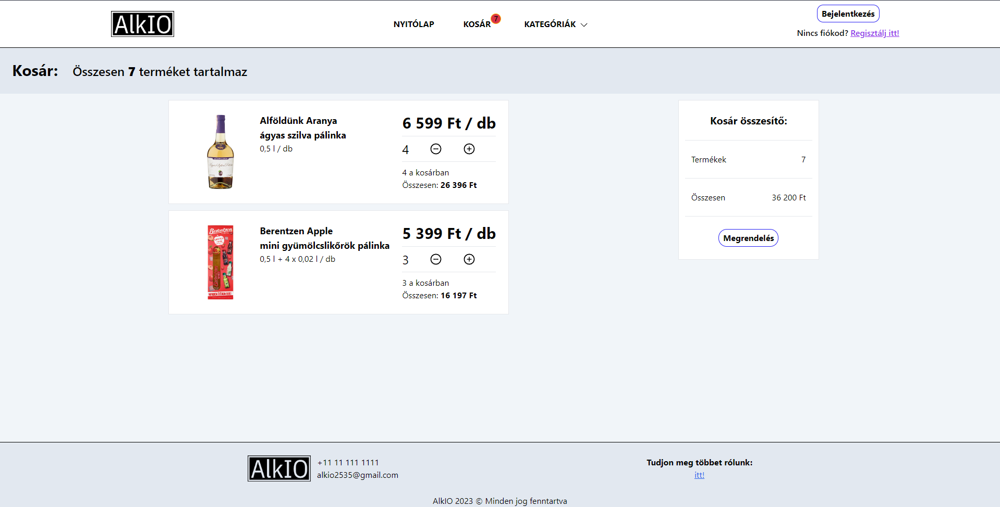 AlkIO
NYITÓLAP
KOSÁR 7
KATEGÓRIÁK
Bejelentkezés
Nincs fiókod? Regisztálj itt!
Kosár: Összesen 7 terméket tartalmaz
Alföldünk Aranya
ágyas szilva pálinka
0,5 l / db
6 599 Ft / db
4
4 a kosárban
Összesen: 26 396 Ft
Berentzen
MINDEN ÍZÉBEN BULI
Berentzen Apple
mini gyümölcslikőrök pálinka
0,5 l + 4 x 0,02 l / db
5 399 Ft / db
3
3 a kosárban
Összesen: 16 197 Ft
Kosár összesítő:
Termékek 7
Összesen 36 200 Ft
Megrendelés
AlkIO
+11 11 111 1111
alkio2535@gmail.com
Tudjon meg többet rólunk:
itt!
AlkIO 2023 © Minden jog fenntartva